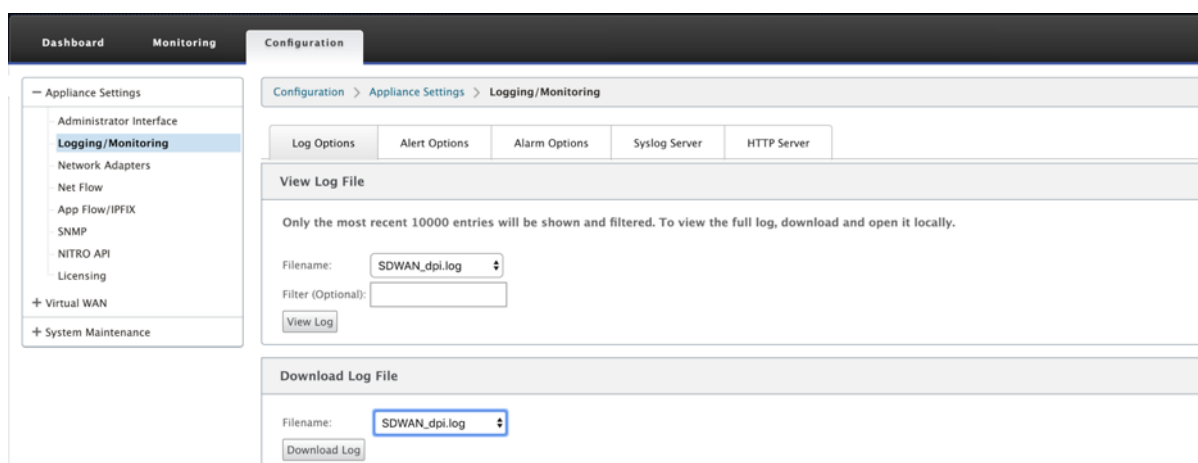 Dashboard Monitoring Configuration
− Appliance Settings
Administrator Interface
Logging/Monitoring
Network Adapters
Net Flow
App Flow/IPFIX
SNMP
NITRO API
Licensing
+ Virtual WAN
+ System Maintenance
Configuration > Appliance Settings > Logging/Monitoring
Log Options Alert Options Alarm Options Syslog Server HTTP Server
View Log File
Only the most recent 10000 entries will be shown and filtered. To view the full log, download and open it locally.
Filename: SDWAN_dpi.log
Filter (Optional):
View Log
Download Log File
Filename: SDWAN_dpi.log
Download Log